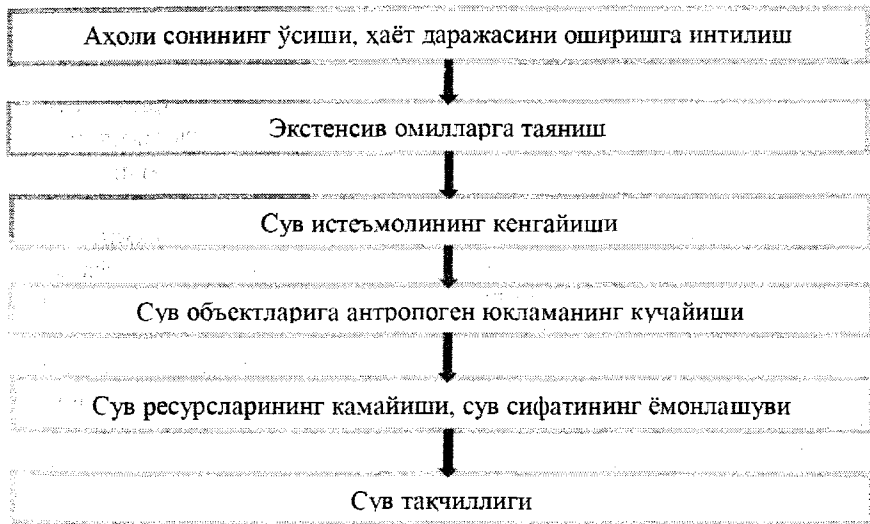 Аҳоли сонининг ўсиши, ҳаёт даражасини оширишга интилиш
Экстенсив омилларга таяниш
Сув истеъмолининг кенгайиши
Сув объектларига антропоген юкламанинг кучайиши
Сув ресурсларининг камайиши, сув сифатининг ёмонлашуви
Сув тақчиллиги